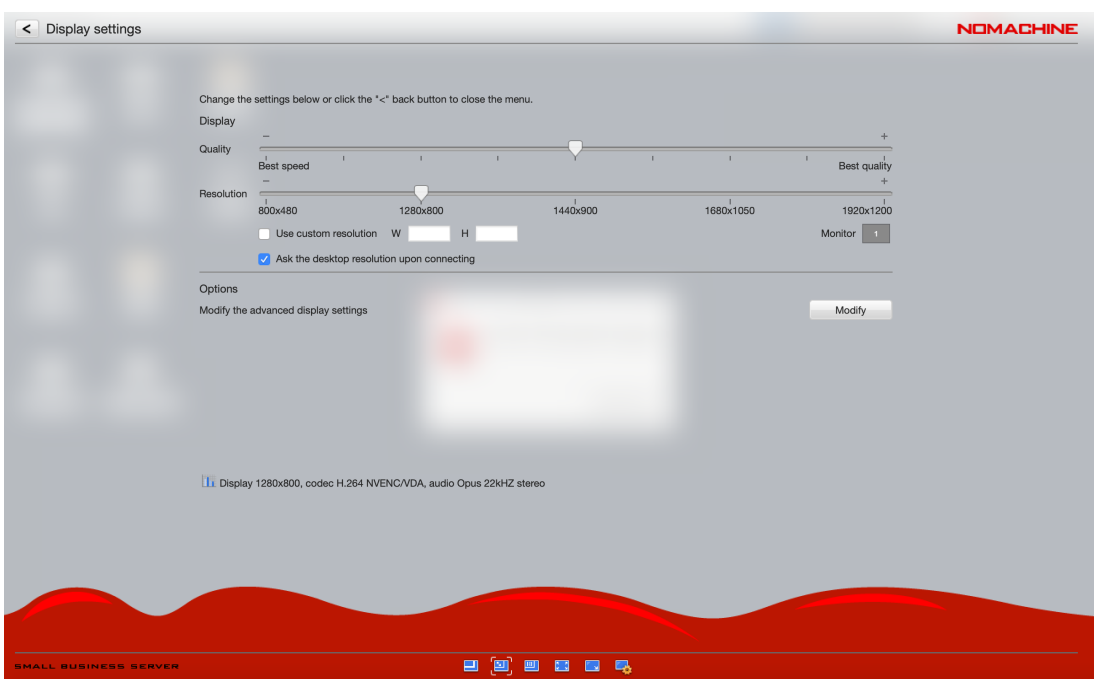 < Display settings
NOMACHINE
Change the settings below or click the "<" back button to close the menu.
Display
− +
Quality
Best speed Best quality
− +
Resolution
800x480 1280x800 1440x900 1680x1050 1920x1200
Use custom resolution W H Monitor 1
Ask the desktop resolution upon connecting
Options
Modify the advanced display settings Modify
Display 1280x800, codec H.264 NVENC/VDA, audio Opus 22kHZ stereo
SMALL BUSINESS SERVER